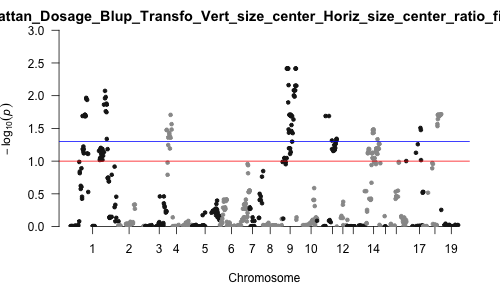 attan_Dosage_Blup_Transfo_Vert_size_center_Horiz_size_center_ratio_fi
3.0
2.5
2.0
1.5
1.0
0.5
0.0
− log₁₀(p)
1 2 3 4 5 6 7 8 9 10 12 14 17 19
Chromosome